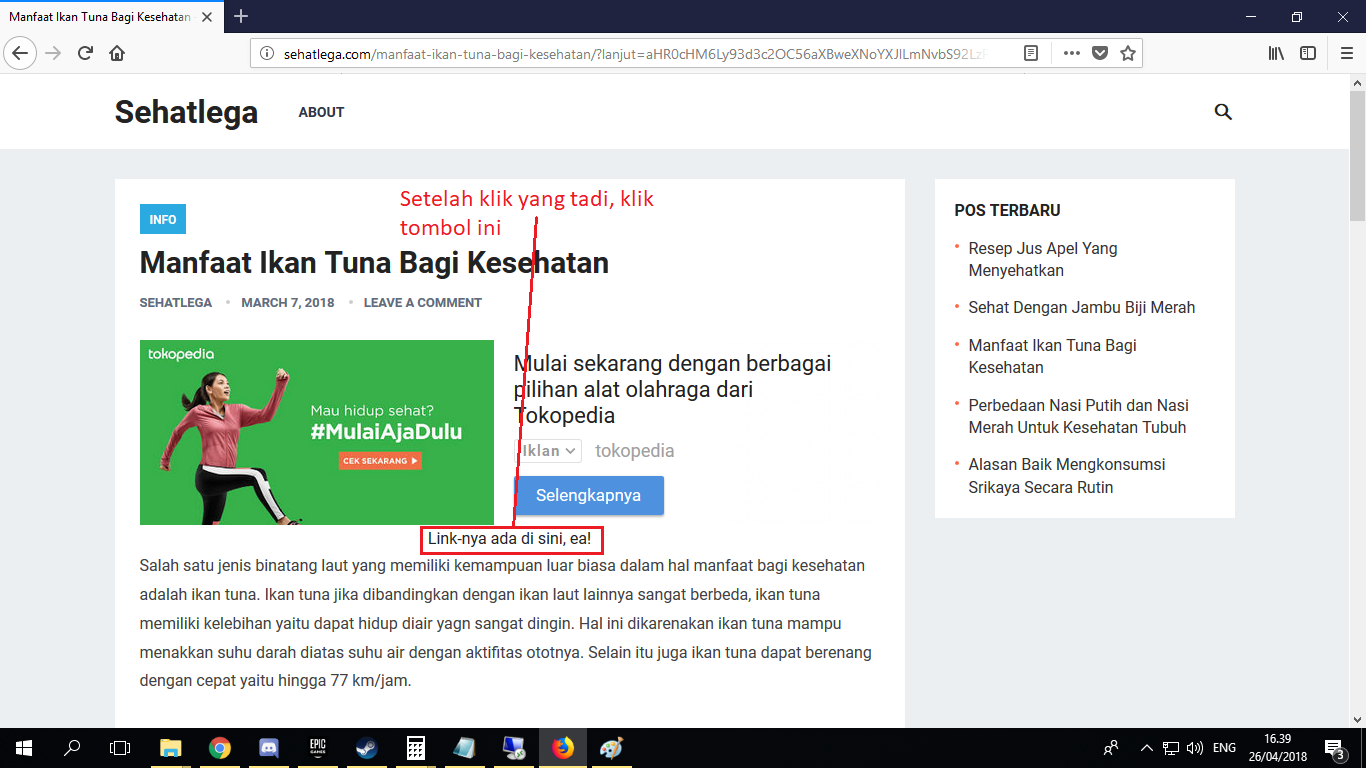 Manfaat Ikan Tuna Bagi Kesehatan
sehatlega.com/manfaat-ikan-tuna-bagi-kesehatan/?lanjut=
Sehatlega
ABOUT
Setelah klik yang tadi, klik
tombol ini
INFO
Manfaat Ikan Tuna Bagi Kesehatan
SEHATLEGA • MARCH 7, 2018 • LEAVE A COMMENT
tokopedia
Mau hidup sehat?
#MulaiAjaDulu
CEK SEKARANG
Mulai sekarang dengan berbagai
pilihan alat olahraga dari
Tokopedia
Iklan
tokopedia
Selengkapnya
Link-nya ada di sini, ea!
Salah satu jenis binatang laut yang memiliki kemampuan luar biasa dalam hal manfaat bagi kesehatan
adalah ikan tuna. Ikan tuna jika dibandingkan dengan ikan laut lainnya sangat berbeda, ikan tuna
memiliki kelebihan yaitu dapat hidup diair yagn sangat dingin. Hal ini dikarenakan ikan tuna mampu
menakkan suhu darah diatas suhu air dengan aktifitas ototnya. Selain itu juga ikan tuna dapat berenang
dengan cepat yaitu hingga 77 km/jam.
POS TERBARU
Resep Jus Apel Yang
Menyehatkan
Sehat Dengan Jambu Biji Merah
Manfaat Ikan Tuna Bagi
Kesehatan
Perbedaan Nasi Putih dan Nasi
Merah Untuk Kesehatan Tubuh
Alasan Baik Mengkonsumsi
Srikaya Secara Rutin
EPIC
GAMES
ENG
16.39
26/04/2018
3